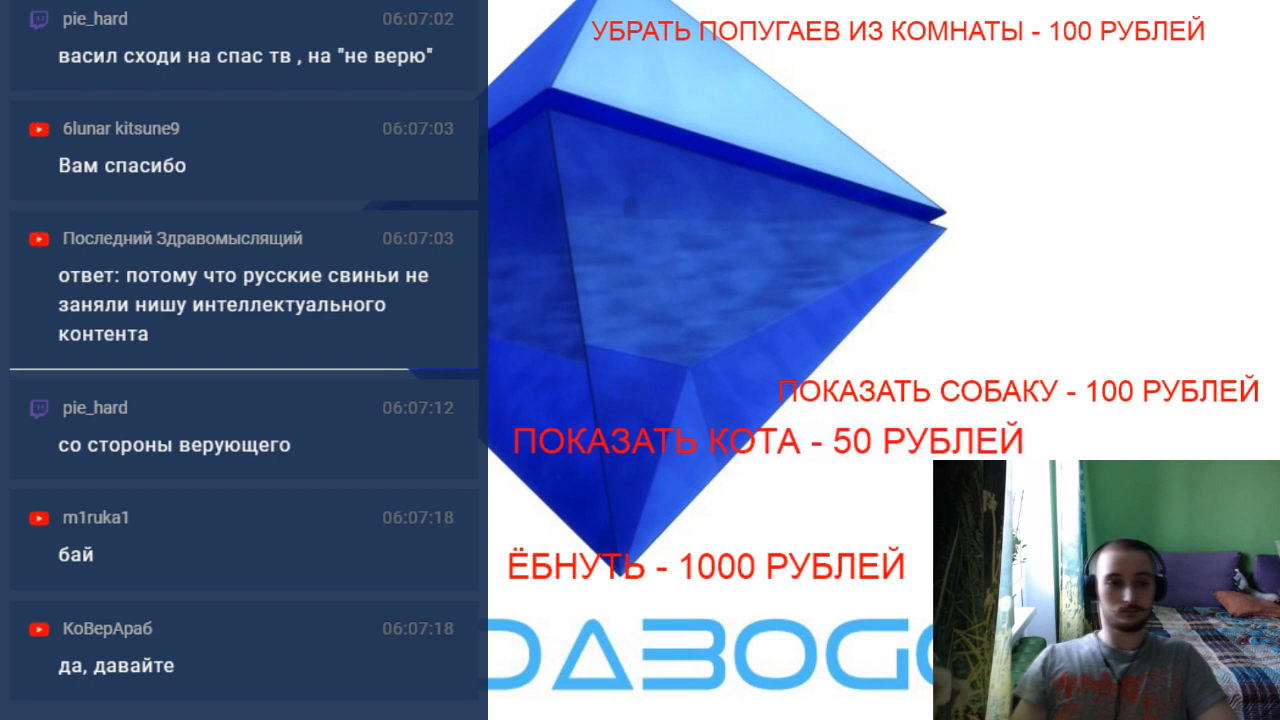 pie_hard 06:07:02
васил сходи на спас тв , на "не верю"
6lunar kitsune9 06:07:03
Вам спасибо
Последний Здравомыслящий 06:07:03
ответ: потому что русские свиньи не
заняли нишу интеллектуального
контента
pie_hard 06:07:12
со стороны верующего
m1ruka1 06:07:18
бай
КоВерАраб 06:07:18
да, давайте
УБРАТЬ ПОПУГАЕВ ИЗ КОМНАТЫ - 100 РУБЛЕЙ
ПОКАЗАТЬ СОБАКУ - 100 РУБЛЕЙ
ПОКАЗАТЬ КОТА - 50 РУБЛЕЙ
ЁБНУТЬ - 1000 РУБЛЕЙ